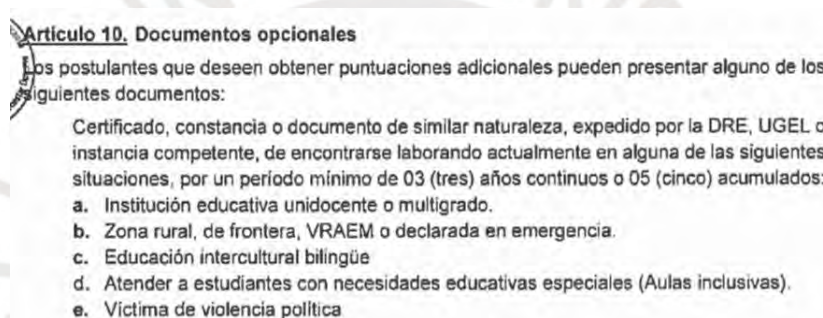 Artículo 10. Documentos opcionales
Los postulantes que deseen obtener puntuaciones adicionales pueden presentar alguno de los
siguientes documentos:
Certificado, constancia o documento de similar naturaleza, expedido por la DRE, UGEL o
instancia competente, de encontrarse laborando actualmente en alguna de las siguientes
situaciones, por un periodo mínimo de 03 (tres) años continuos o 05 (cinco) acumulados:
a. Institución educativa unidocente o multigrado.
b. Zona rural, de frontera, VRAEM o declarada en emergencia.
c. Educación intercultural bilingüe
d. Atender a estudiantes con necesidades educativas especiales (Aulas inclusivas).
e. Víctima de violencia política